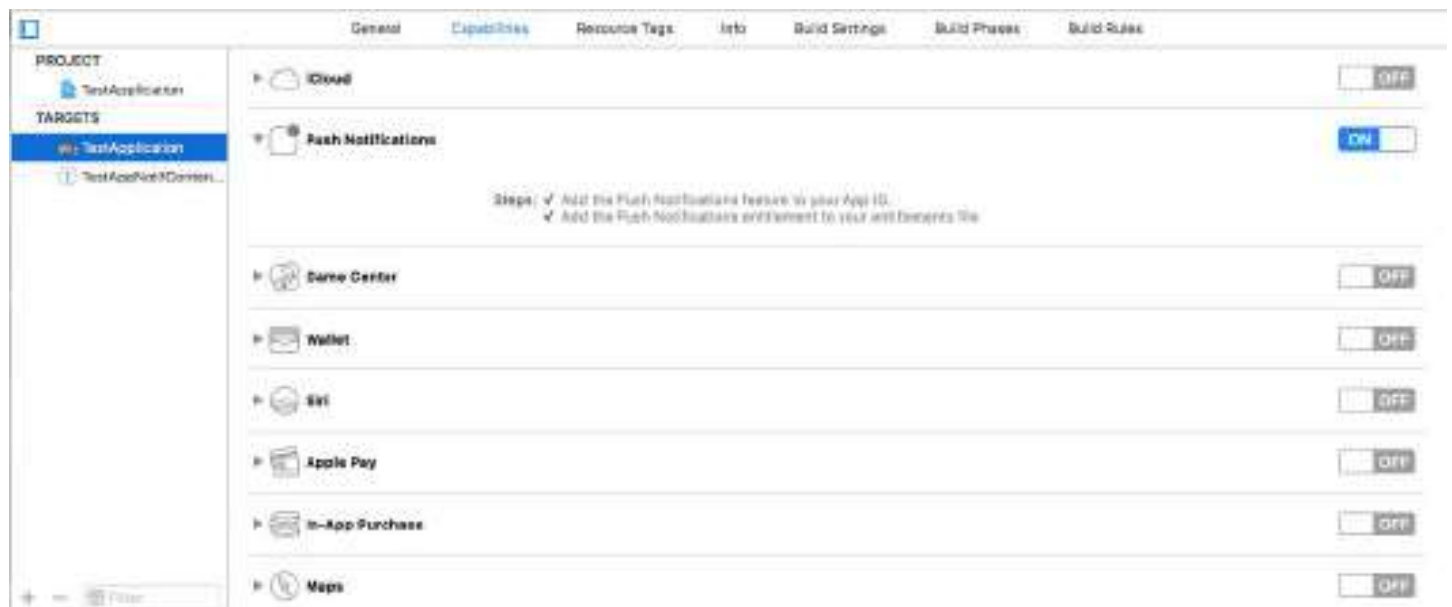 General Capabilities Resource Tags Info Build Settings Build Phases Build Rules
PROJECT
TestApplication
TARGETS
TestApplication
TestAppNotifConten...
iCloud OFF
Push Notifications ON
Steps: ✓ Add the Push Notifications feature to your App ID.
✓ Add the Push Notifications entitlement to your entitlements file
Game Center OFF
Wallet OFF
Siri OFF
Apple Pay OFF
In-App Purchase OFF
Maps OFF
+ − Filter